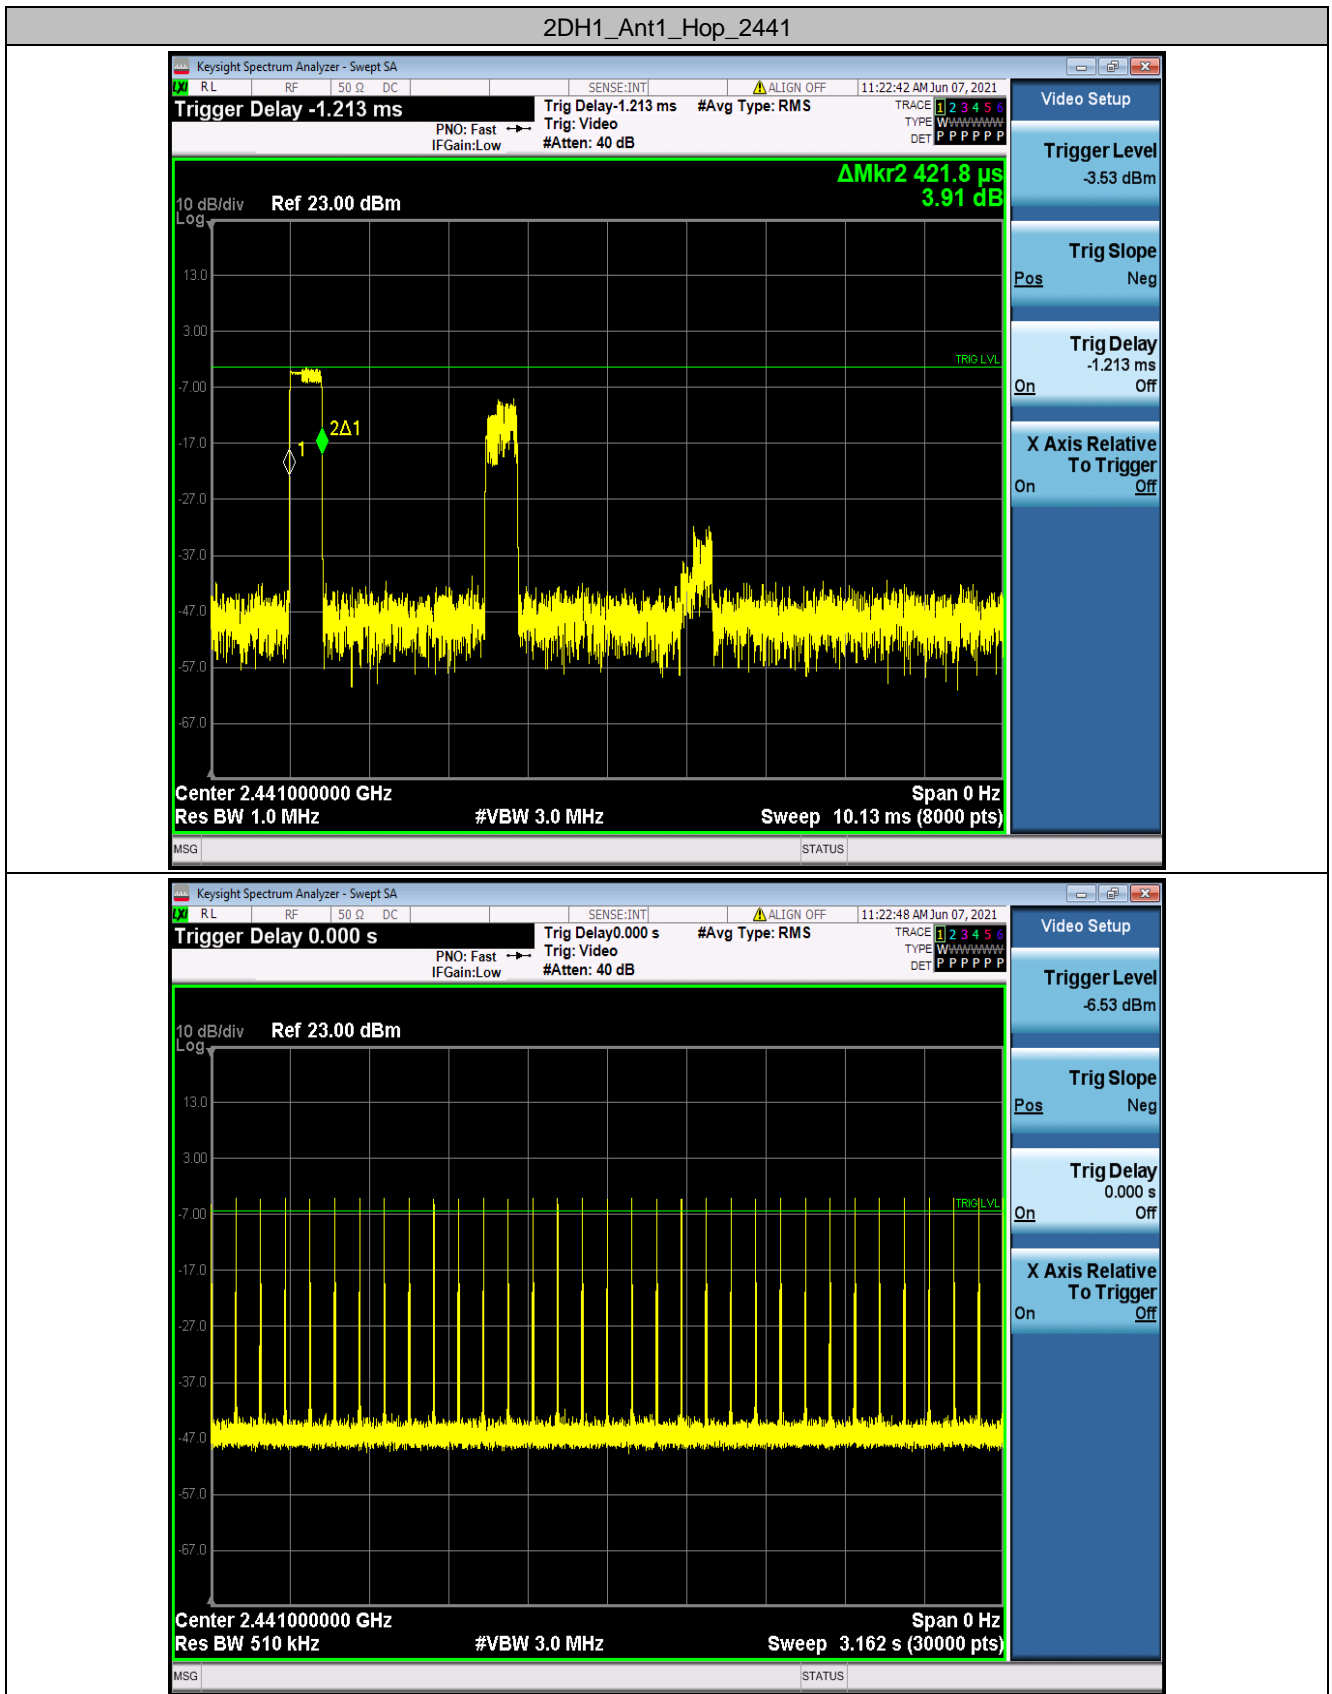 2DH1_Ant1_Hop_2441
Keysight Spectrum Analyzer - Swept SA
LXI RL RF 50 Ω DC SENSE:INT ALIGN OFF 11:22:42 AM Jun 07, 2021
Trigger Delay -1.213 ms
Trig Delay-1.213 ms #Avg Type: RMS
TRACE 1 2 3 4 5 6
PNO: Fast Trig: Video
TYPE WWWWWWW
IFGain:Low #Atten: 40 dB
DET P P P P P P
Video Setup
Trigger Level
-3.53 dBm
ΔMkr2 421.8 µs
3.91 dB
10 dB/div Ref 23.00 dBm
Log
Trig Slope
Pos Neg
13.0
3.00
TRIG LVL
Trig Delay
-1.213 ms
On Off
-7.00
2Δ1
1
-17.0
X Axis Relative
To Trigger
On Off
-27.0
-37.0
-47.0
-57.0
-67.0
Center 2.441000000 GHz Span 0 Hz
Res BW 1.0 MHz #VBW 3.0 MHz Sweep 10.13 ms (8000 pts)
MSG STATUS
Keysight Spectrum Analyzer - Swept SA
LXI RL RF 50 Ω DC SENSE:INT ALIGN OFF 11:22:48 AM Jun 07, 2021
Trigger Delay 0.000 s
Trig Delay0.000 s #Avg Type: RMS
TRACE 1 2 3 4 5 6
PNO: Fast Trig: Video
TYPE WWWWWWW
IFGain:Low #Atten: 40 dB
DET P P P P P P
Video Setup
Trigger Level
-6.53 dBm
10 dB/div Ref 23.00 dBm
Log
Trig Slope
Pos Neg
13.0
3.00
Trig Delay
0.000 s
On Off
TRIG LVL
-7.00
-17.0
X Axis Relative
To Trigger
On Off
-27.0
-37.0
-47.0
-57.0
-67.0
Center 2.441000000 GHz Span 0 Hz
Res BW 510 kHz #VBW 3.0 MHz Sweep 3.162 s (30000 pts)
MSG STATUS